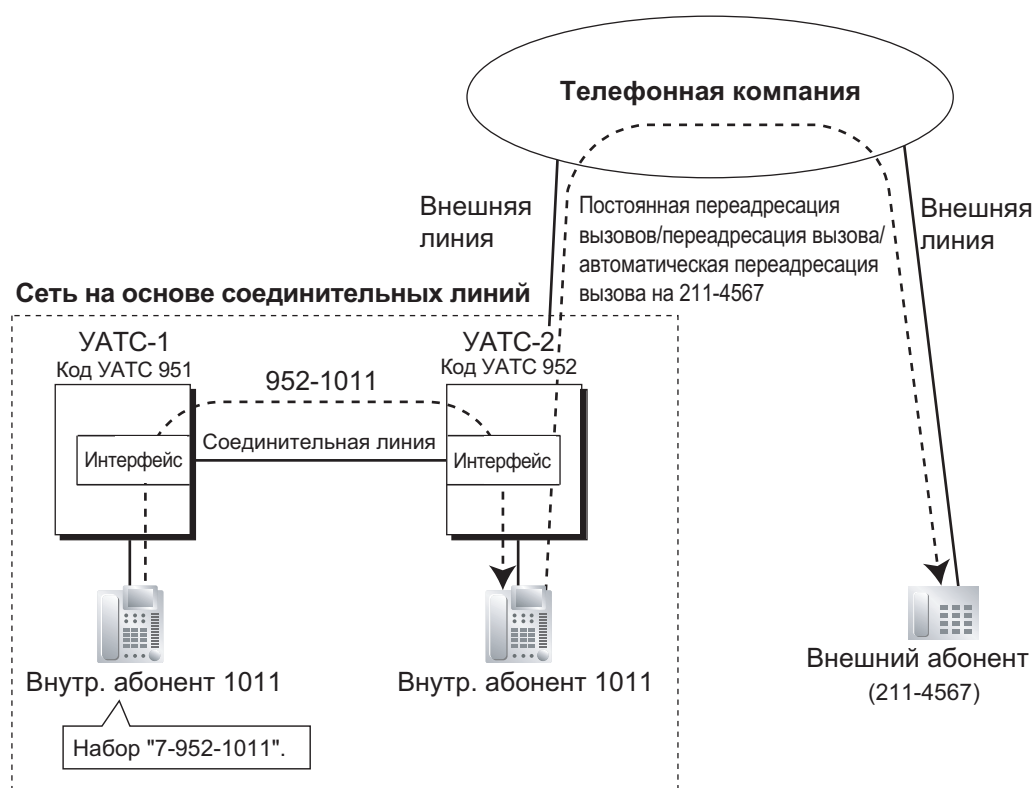 Телефонная компания
Внешняя
линия
Постоянная переадресация
вызовов/переадресация вызова/
автоматическая переадресация
вызова на 211-4567
Внешняя
линия
Сеть на основе соединительных линий
УАТС-1
Код УАТС 951
УАТС-2
Код УАТС 952
952-1011
Соединительная линия
Интерфейс
Интерфейс
Внутр. абонент 1011
Внутр. абонент 1011
Внешний абонент
(211-4567)
Набор "7-952-1011".